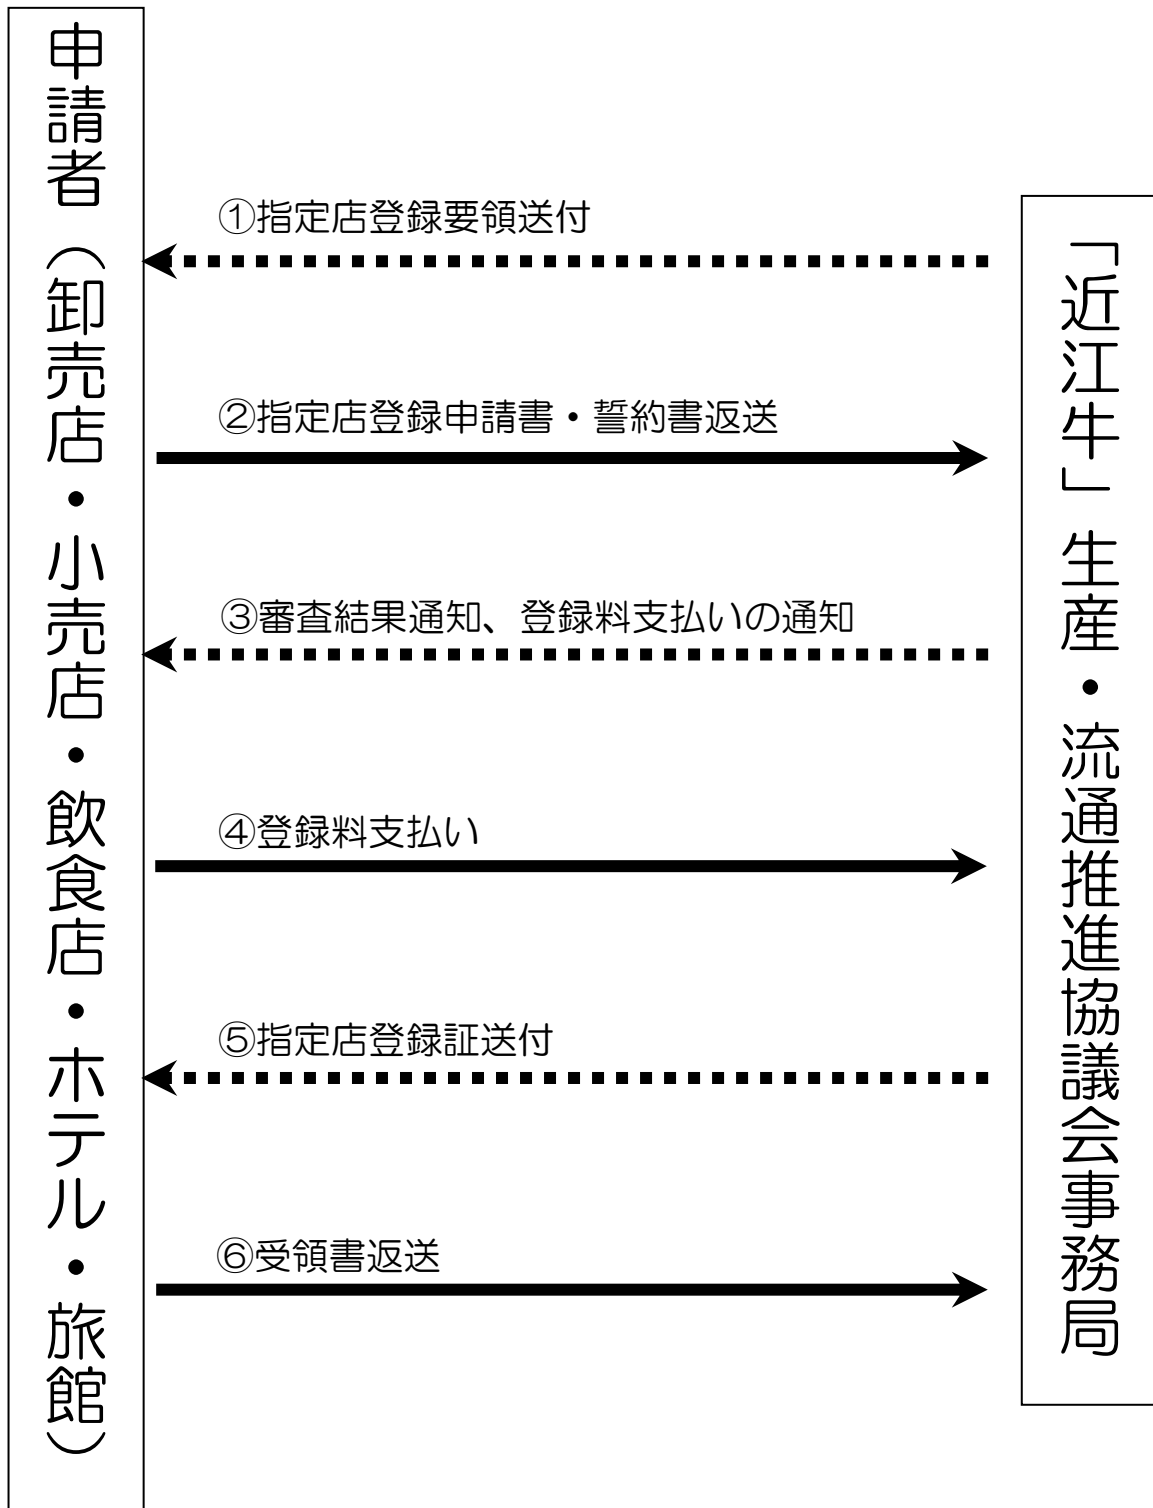 申請者（卸売店・小売店・飲食店・ホテル・旅館）
①指定店登録要領送付
②指定店登録申請書・誓約書返送
③審査結果通知、登録料支払いの通知
④登録料支払い
⑤指定店登録証送付
⑥受領書返送
「近江牛」生産・流通推進協議会事務局